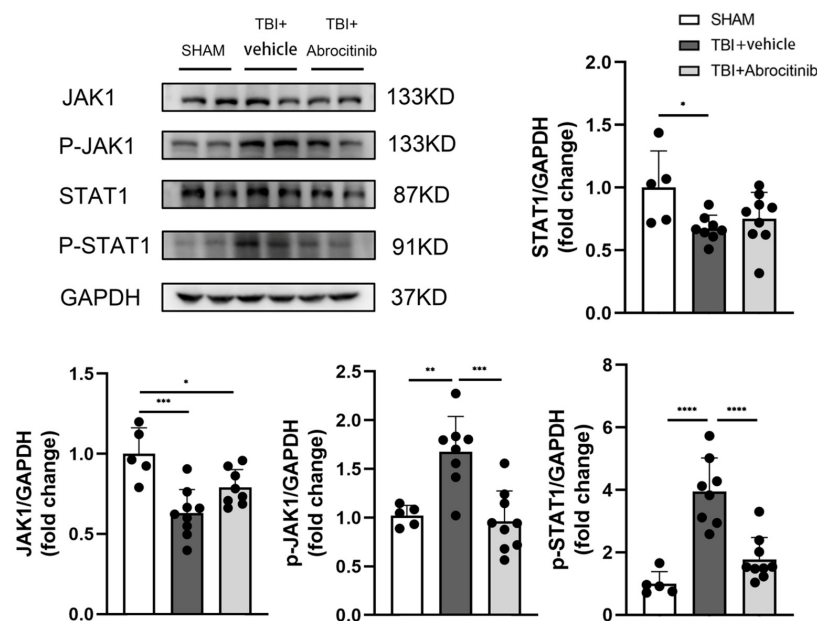 SHAM
TBI+
vehicle
TBI+
Abrocitinib
JAK1
133KD
P-JAK1
133KD
STAT1
87KD
P-STAT1
91KD
GAPDH
37KD
SHAM
TBI+vehicle
TBI+Abrocitinib
STAT1/GAPDH
(fold change)
2.0
1.5
1.0
0.5
0.0
*
JAK1/GAPDH
(fold change)
1.5
1.0
0.5
0.0
*
***
p-JAK1/GAPDH
(fold change)
2.5
2.0
1.5
1.0
0.5
0.0
**
***
p-STAT1/GAPDH
(fold change)
8
6
4
2
0
****
****